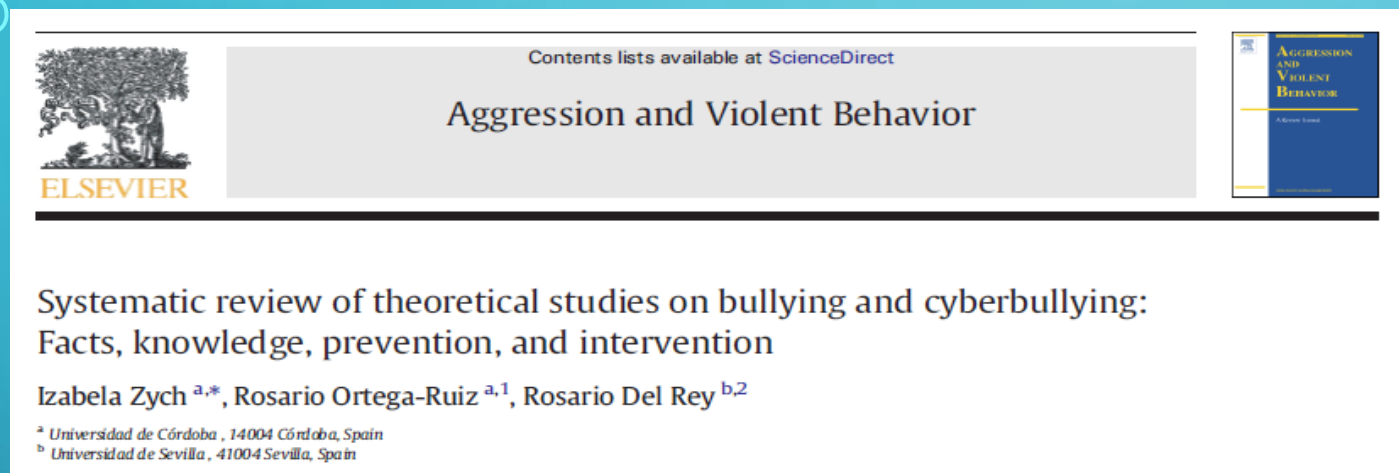 Contents lists available at ScienceDirect
Aggression and Violent Behavior
ELSEVIER
AGGRESSION
AND
VIOLENT
BEHAVIOR
A Review Journal
Systematic review of theoretical studies on bullying and cyberbullying:
Facts, knowledge, prevention, and intervention
Izabela Zych a,*, Rosario Ortega-Ruiz a,1, Rosario Del Rey b,2
a Universidad de Córdoba , 14004 Córdoba, Spain
b Universidad de Sevilla , 41004 Sevilla, Spain